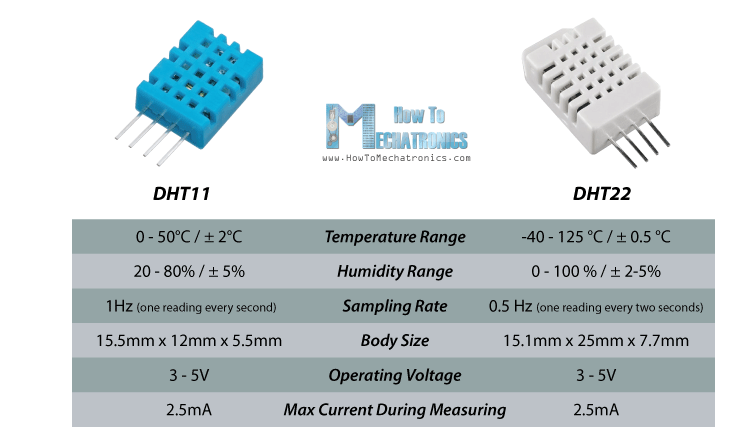 How To
MECHATRONICS
www.HowToMechatronics.com
DHT11
DHT22
0 - 50°C / ± 2°C Temperature Range -40 - 125 °C / ± 0.5 °C
20 - 80% / ± 5% Humidity Range 0 - 100 % / ± 2-5%
1Hz (one reading every second) Sampling Rate 0.5 Hz (one reading every two seconds)
15.5mm x 12mm x 5.5mm Body Size 15.1mm x 25mm x 7.7mm
3 - 5V Operating Voltage 3 - 5V
2.5mA Max Current During Measuring 2.5mA